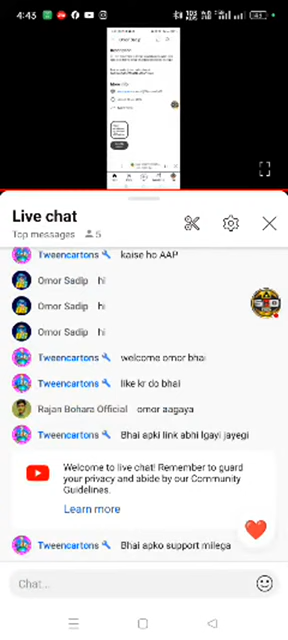 4:45
Live chat
Top messages 5
Tweencartons kaise ho AAP
Omor Sadip hi
Omor Sadip hi
Omor Sadip hi
Tweencartons welcome omor bhai
Tweencartons like kr do bhai
Rajan Bohara Official omor aagaya
Tweencartons Bhai apki link abhi lgayi jayegi
Welcome to live chat! Remember to guard
your privacy and abide by our Community
Guidelines.
Learn more
Tweencartons Bhai apko support milega
Chat...